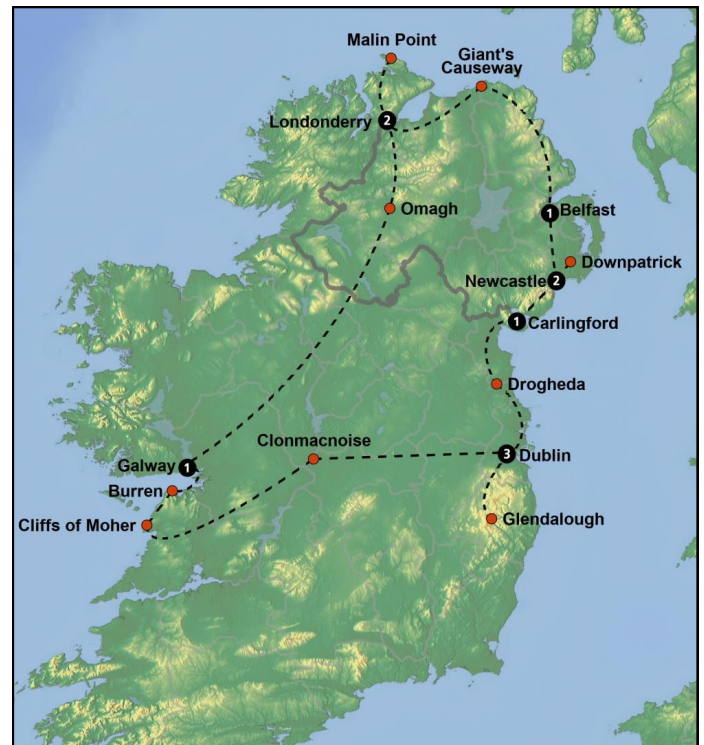 Malin Point
Giant's
Causeway
Londonderry
2
Omagh
1
Belfast
Downpatrick
Newcastle
2
1
Carlingford
Drogheda
Clonmacnoise
3
Dublin
Galway
1
Burren
Cliffs of Moher
Glendalough